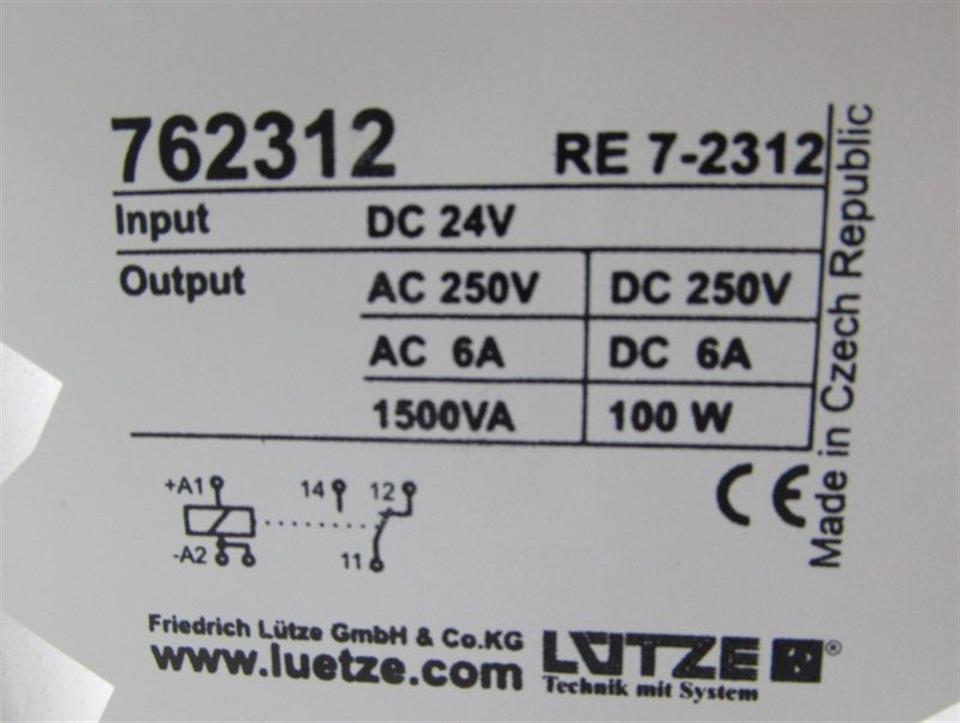 762312 RE 7-2312
Input DC 24V
Output AC 250V DC 250V
AC 6A DC 6A
1500VA 100 W
Made in Czech Republic
CE
+A1 14 12
-A2 11
Friedrich Lütze GmbH & Co.KG
www.luetze.com
LÜTZE ®
Technik mit System